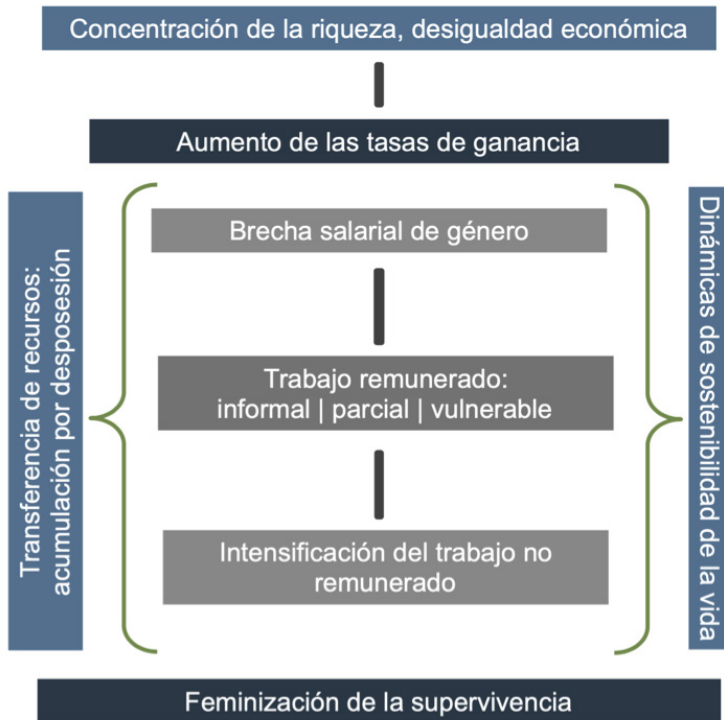 Concentración de la riqueza, desigualdad económica
Aumento de las tasas de ganancia
Transferencia de recursos:
acumulación por desposesión
Brecha salarial de género
Trabajo remunerado:
informal | parcial | vulnerable
Intensificación del trabajo no
remunerado
Dinámicas de sostenibilidad de la vida
Feminización de la supervivencia